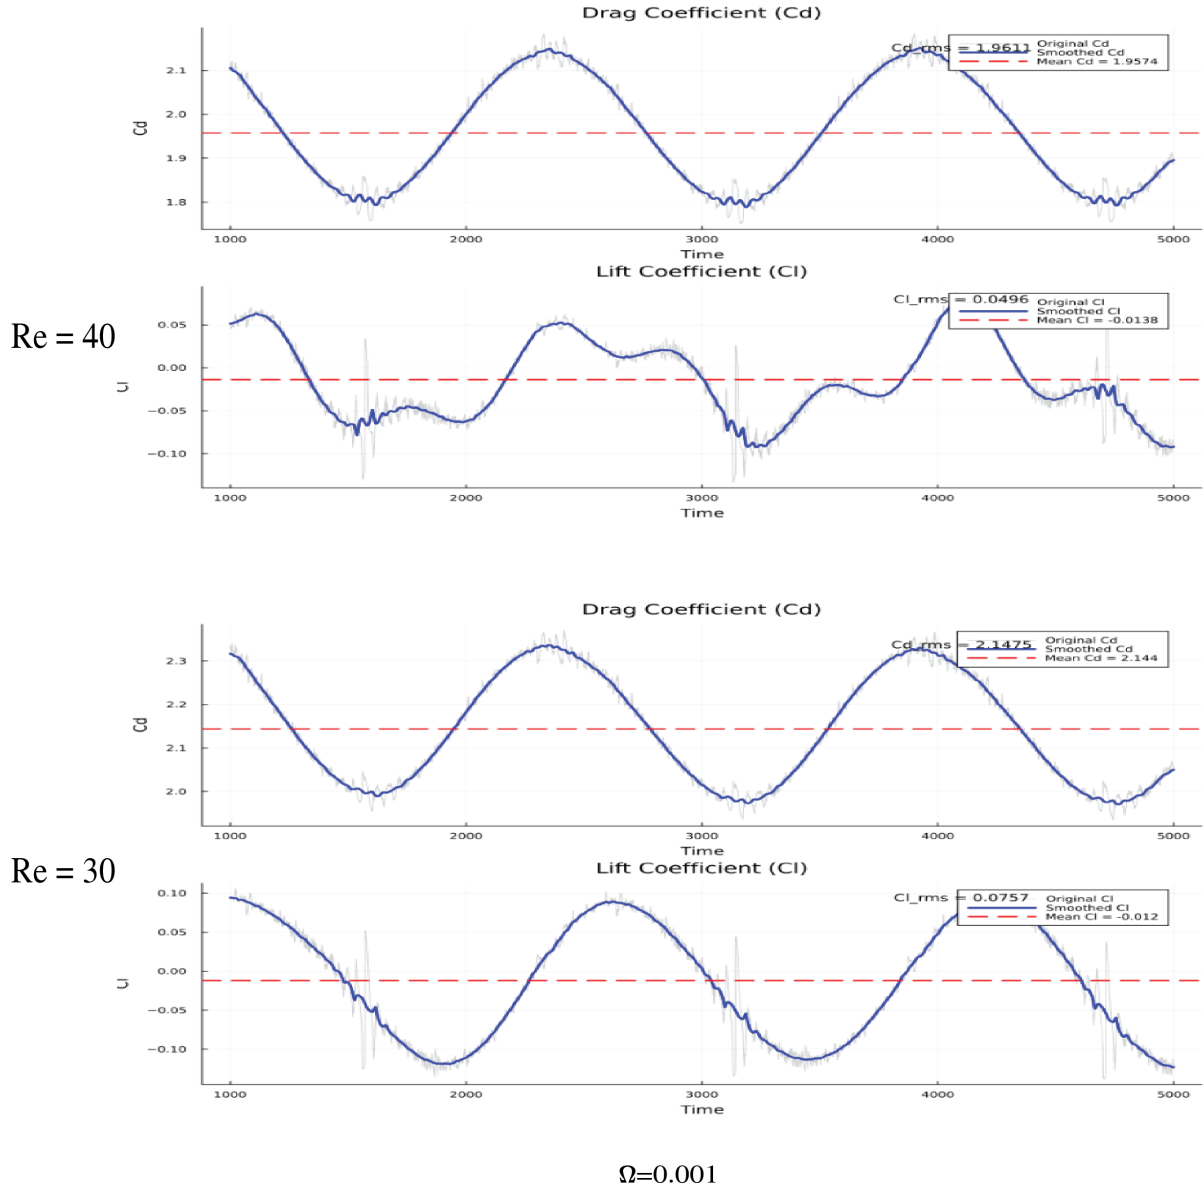 Drag Coefficient (Cd)
Cd_rms = 1.9611
Original Cd
Smoothed Cd
Mean Cd = 1.9574
Cd
2.1
2.0
1.9
1.8
1000 2000 3000 4000 5000
Time
Lift Coefficient (Cl)
Cl_rms = 0.0496
Original Cl
Smoothed Cl
Mean Cl = -0.0138
Re = 40
Cl
0.05
0.00
−0.05
−0.10
1000 2000 3000 4000 5000
Time
Drag Coefficient (Cd)
Cd_rms = 2.1475
Original Cd
Smoothed Cd
Mean Cd = 2.144
Cd
2.3
2.2
2.1
2.0
1000 2000 3000 4000 5000
Time
Re = 30
Lift Coefficient (Cl)
Cl_rms = 0.0757
Original Cl
Smoothed Cl
Mean Cl = -0.012
Cl
0.10
0.05
0.00
−0.05
−0.10
1000 2000 3000 4000 5000
Time
Ω=0.001